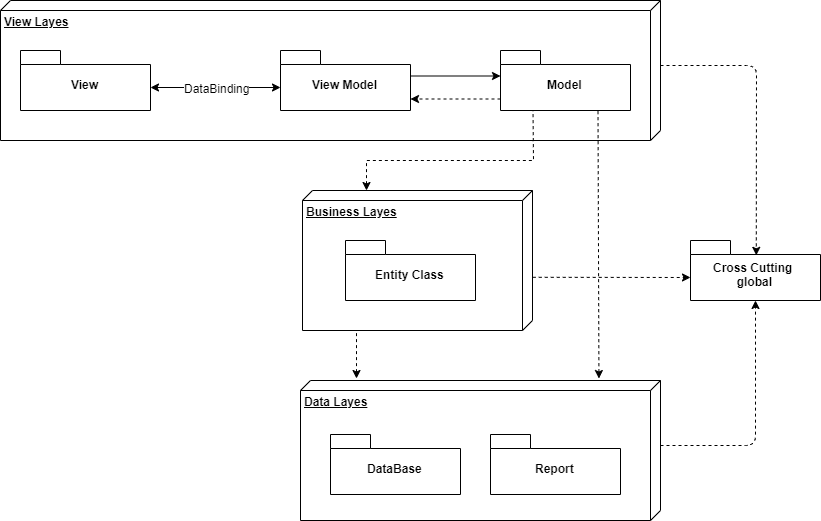 View Layes
View
DataBinding
View Model
Model
Business Layes
Entity Class
Cross Cutting
global
Data Layes
DataBase
Report